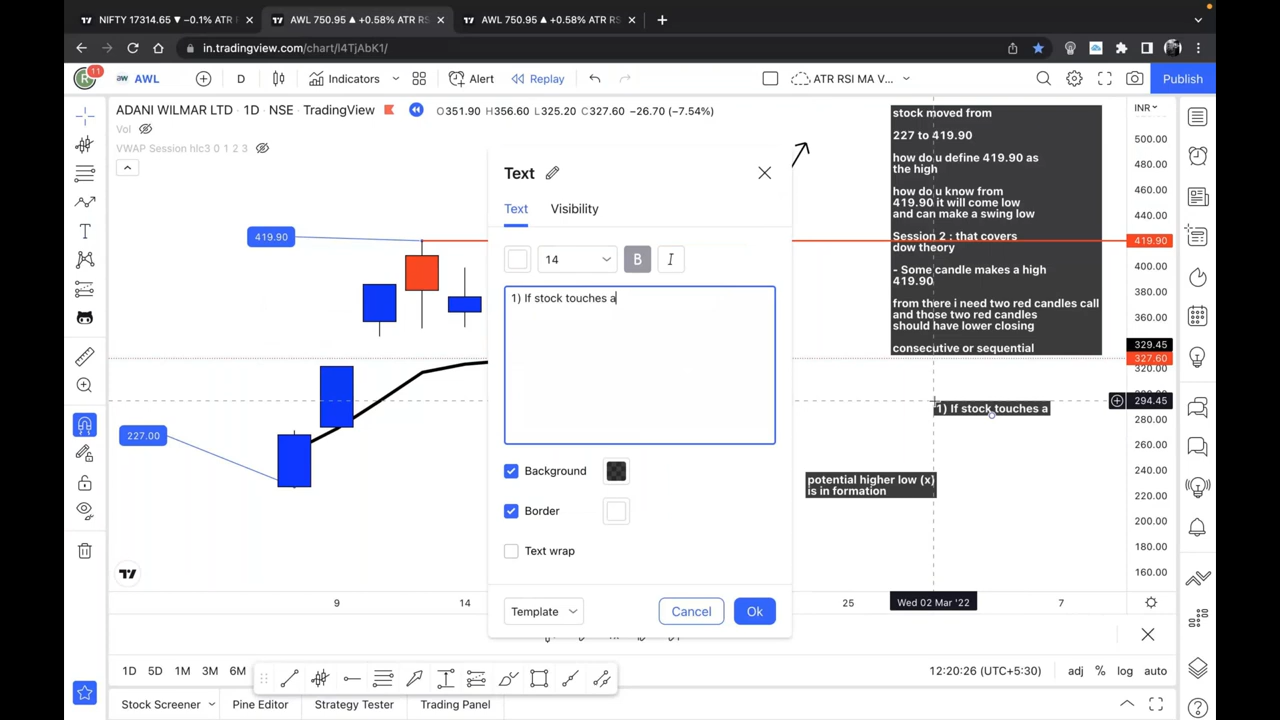 NIFTY 17314.65 ▼ −0.1% ATR F
AWL 750.95 ▲ +0.58% ATR RS
AWL 750.95 ▲ +0.58% ATR RS
in.tradingview.com/chart/I4TjAbK1/
R
11
aw AWL
D
Indicators
Alert
Replay
ATR RSI MA V...
Publish
ADANI WILMAR LTD · 1D · NSE · TradingView
O351.90 H356.60 L325.20 C327.60 −26.70 (−7.54%)
Vol
VWAP Session hlc3 0 1 2 3
419.90
227.00
Text
Text
Visibility
14
B
I
1) If stock touches a
Background
Border
Text wrap
Template
Cancel
Ok
stock moved from
227 to 419.90
how do u define 419.90 as
the high
how do u know from
419.90 it will come low
and can make a swing low
Session 2 : that covers
dow theory
- Some candle makes a high
419.90
from there i need two red candles call
and those two red candles
should have lower closing
consecutive or sequential
1) If stock touches a
potential higher low (x)
is in formation
INR
500.00
480.00
460.00
440.00
419.90
400.00
380.00
360.00
329.45
327.60
320.00
294.45
280.00
260.00
240.00
220.00
200.00
180.00
160.00
9
14
25
Wed 02 Mar '22
7
1D
5D
1M
3M
6M
12:20:26 (UTC+5:30)
adj
%
log
auto
Stock Screener
Pine Editor
Strategy Tester
Trading Panel